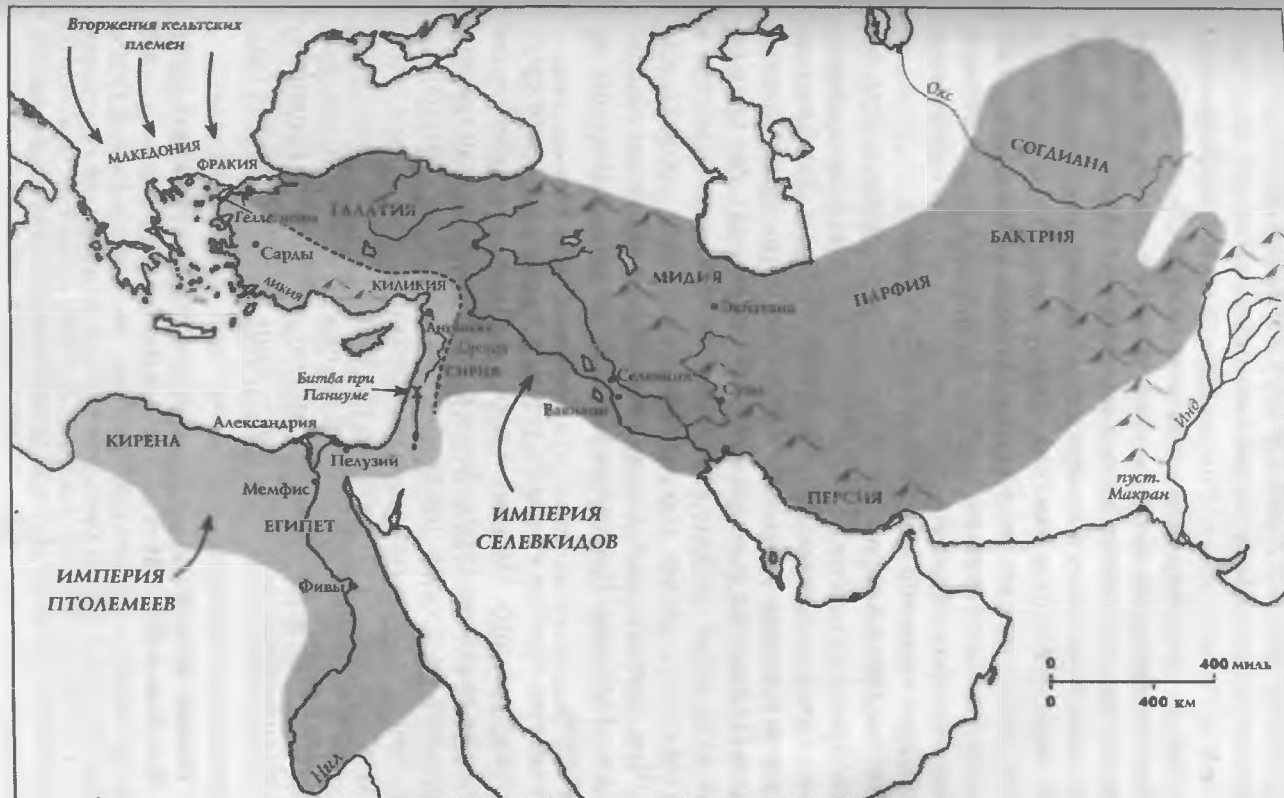 Вторжения кельтских
племен
МАКЕДОНИЯ
ФРАКИЯ
ГАЛАТИЯ
Сарды
ЛИКИЯ
КИЛИКИЯ
СИРИЯ
Битва при
Паниуме
Александрия
КИРЕНА
Пелузий
Мемфис
ЕГИПЕТ
Фивы
Нил
ИМПЕРИЯ
ПТОЛЕМЕЕВ
ИМПЕРИЯ
СЕЛЕВКИДОВ
МИДИЯ
Экбатана
Селевкия
Сузы
Вавилон
ПЕРСИЯ
ПАРФИЯ
БАКТРИЯ
СОГДИАНА
Окс
Инд
пуст.
Макран
0
400 МИЛЬ
0
400 КМ